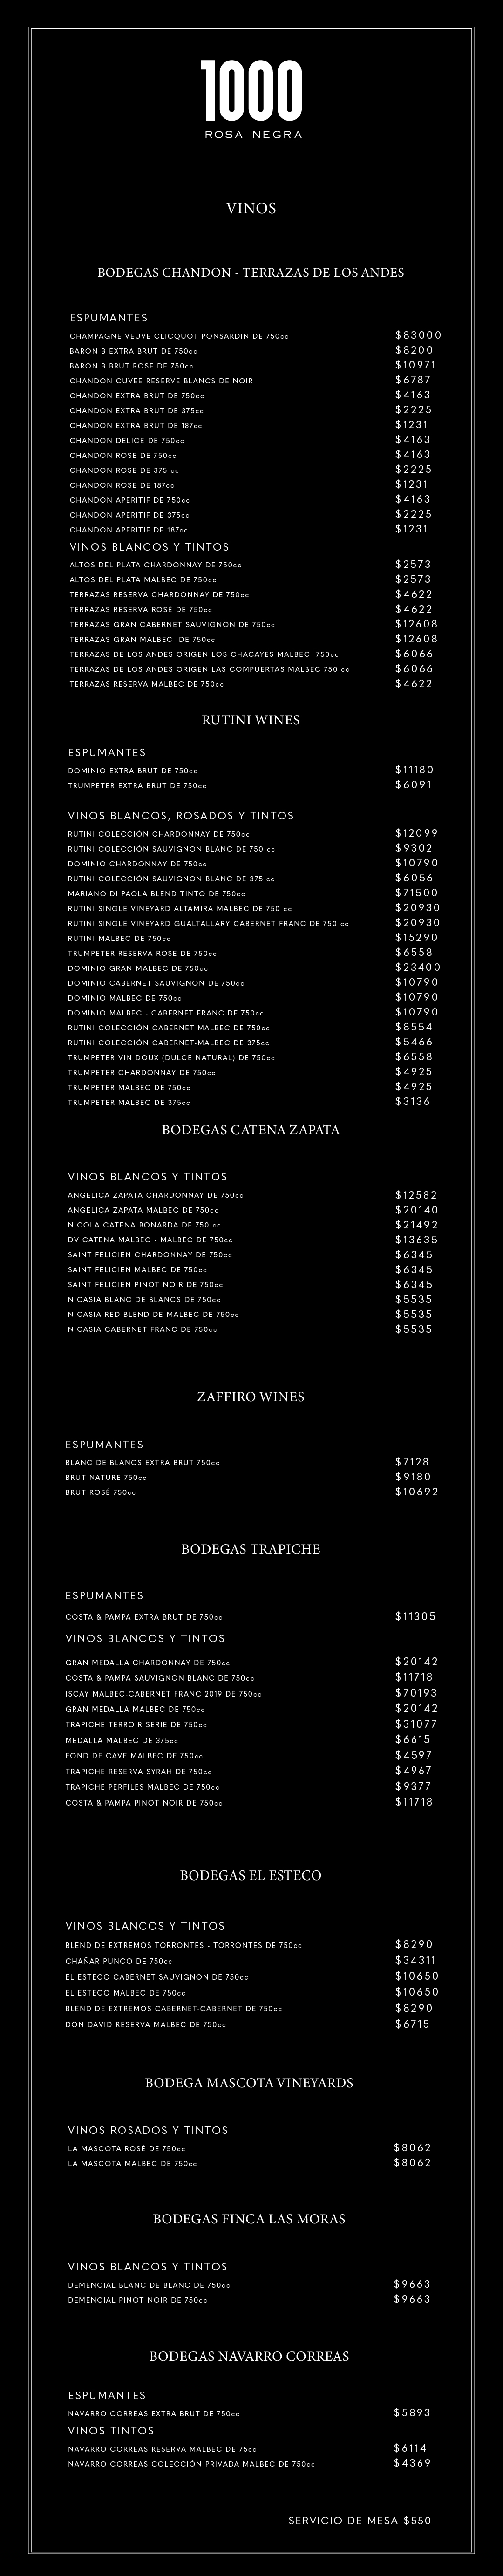 1000
ROSA NEGRA
VINOS
BODEGAS CHANDON - TERRAZAS DE LOS ANDES
ESPUMANTES
CHAMPAGNE VEUVE CLICQUOT PONSARDIN DE 750cc $83000
BARON B EXTRA BRUT DE 750cc $8200
BARON B BRUT ROSE DE 750cc $10971
CHANDON CUVEE RESERVE BLANCS DE NOIR $6787
CHANDON EXTRA BRUT DE 750cc $4163
CHANDON EXTRA BRUT DE 375cc $2225
CHANDON EXTRA BRUT DE 187cc $1231
CHANDON DELICE DE 750cc $4163
CHANDON ROSE DE 750cc $4163
CHANDON ROSE DE 375 cc $2225
CHANDON ROSE DE 187cc $1231
CHANDON APERITIF DE 750cc $4163
CHANDON APERITIF DE 375cc $2225
CHANDON APERITIF DE 187cc $1231
VINOS BLANCOS Y TINTOS
ALTOS DEL PLATA CHARDONNAY DE 750cc $2573
ALTOS DEL PLATA MALBEC DE 750cc $2573
TERRAZAS RESERVA CHARDONNAY DE 750cc $4622
TERRAZAS RESERVA ROSÉ DE 750cc $4622
TERRAZAS GRAN CABERNET SAUVIGNON DE 750cc $12608
TERRAZAS GRAN MALBEC DE 750cc $12608
TERRAZAS DE LOS ANDES ORIGEN LOS CHACAYES MALBEC 750cc $6066
TERRAZAS DE LOS ANDES ORIGEN LAS COMPUERTAS MALBEC 750 cc $6066
TERRAZAS RESERVA MALBEC DE 750cc $4622
RUTINI WINES
ESPUMANTES
DOMINIO EXTRA BRUT DE 750cc $11180
TRUMPETER EXTRA BRUT DE 750cc $6091
VINOS BLANCOS, ROSADOS Y TINTOS
RUTINI COLECCIÓN CHARDONNAY DE 750cc $12099
RUTINI COLECCIÓN SAUVIGNON BLANC DE 750 cc $9302
DOMINIO CHARDONNAY DE 750cc $10790
RUTINI COLECCIÓN SAUVIGNON BLANC DE 375 cc $6056
MARIANO DI PAOLA BLEND TINTO DE 750cc $71500
RUTINI SINGLE VINEYARD ALTAMIRA MALBEC DE 750 cc $20930
RUTINI SINGLE VINEYARD GUALTALLARY CABERNET FRANC DE 750 cc $20930
RUTINI MALBEC DE 750cc $15290
TRUMPETER RESERVA ROSE DE 750cc $6558
DOMINIO GRAN MALBEC DE 750cc $23400
DOMINIO CABERNET SAUVIGNON DE 750cc $10790
DOMINIO MALBEC DE 750cc $10790
DOMINIO MALBEC - CABERNET FRANC DE 750cc $10790
RUTINI COLECCIÓN CABERNET-MALBEC DE 750cc $8554
RUTINI COLECCIÓN CABERNET-MALBEC DE 375cc $5466
TRUMPETER VIN DOUX (DULCE NATURAL) DE 750cc $6558
TRUMPETER CHARDONNAY DE 750cc $4925
TRUMPETER MALBEC DE 750cc $4925
TRUMPETER MALBEC DE 375cc $3136
BODEGAS CATENA ZAPATA
VINOS BLANCOS Y TINTOS
ANGELICA ZAPATA CHARDONNAY DE 750cc $12582
ANGELICA ZAPATA MALBEC DE 750cc $20140
NICOLA CATENA BONARDA DE 750 cc $21492
DV CATENA MALBEC - MALBEC DE 750cc $13635
SAINT FELICIEN CHARDONNAY DE 750cc $6345
SAINT FELICIEN MALBEC DE 750cc $6345
SAINT FELICIEN PINOT NOIR DE 750cc $6345
NICASIA BLANC DE BLANCS DE 750cc $5535
NICASIA RED BLEND DE MALBEC DE 750cc $5535
NICASIA CABERNET FRANC DE 750cc $5535
ZAFFIRO WINES
ESPUMANTES
BLANC DE BLANCS EXTRA BRUT 750cc $7128
BRUT NATURE 750cc $9180
BRUT ROSÉ 750cc $10692
BODEGAS TRAPICHE
ESPUMANTES
COSTA & PAMPA EXTRA BRUT DE 750cc $11305
VINOS BLANCOS Y TINTOS
GRAN MEDALLA CHARDONNAY DE 750cc $20142
COSTA & PAMPA SAUVIGNON BLANC DE 750cc $11718
ISCAY MALBEC-CABERNET FRANC 2019 DE 750cc $70193
GRAN MEDALLA MALBEC DE 750cc $20142
TRAPICHE TERROIR SERIE DE 750cc $31077
MEDALLA MALBEC DE 375cc $6615
FOND DE CAVE MALBEC DE 750cc $4597
TRAPICHE RESERVA SYRAH DE 750cc $4967
TRAPICHE PERFILES MALBEC DE 750cc $9377
COSTA & PAMPA PINOT NOIR DE 750cc $11718
BODEGAS EL ESTECO
VINOS BLANCOS Y TINTOS
BLEND DE EXTREMOS TORRONTES - TORRONTES DE 750cc $8290
CHAÑAR PUNCO DE 750cc $34311
EL ESTECO CABERNET SAUVIGNON DE 750cc $10650
EL ESTECO MALBEC DE 750cc $10650
BLEND DE EXTREMOS CABERNET-CABERNET DE 750cc $8290
DON DAVID RESERVA MALBEC DE 750cc $6715
BODEGA MASCOTA VINEYARDS
VINOS ROSADOS Y TINTOS
LA MASCOTA ROSÉ DE 750cc $8062
LA MASCOTA MALBEC DE 750cc $8062
BODEGAS FINCA LAS MORAS
VINOS BLANCOS Y TINTOS
DEMENCIAL BLANC DE BLANC DE 750cc $9663
DEMENCIAL PINOT NOIR DE 750cc $9663
BODEGAS NAVARRO CORREAS
ESPUMANTES
NAVARRO CORREAS EXTRA BRUT DE 750cc $5893
VINOS TINTOS
NAVARRO CORREAS RESERVA MALBEC DE 75cc $6114
NAVARRO CORREAS COLECCIÓN PRIVADA MALBEC DE 750cc $4369
SERVICIO DE MESA $550